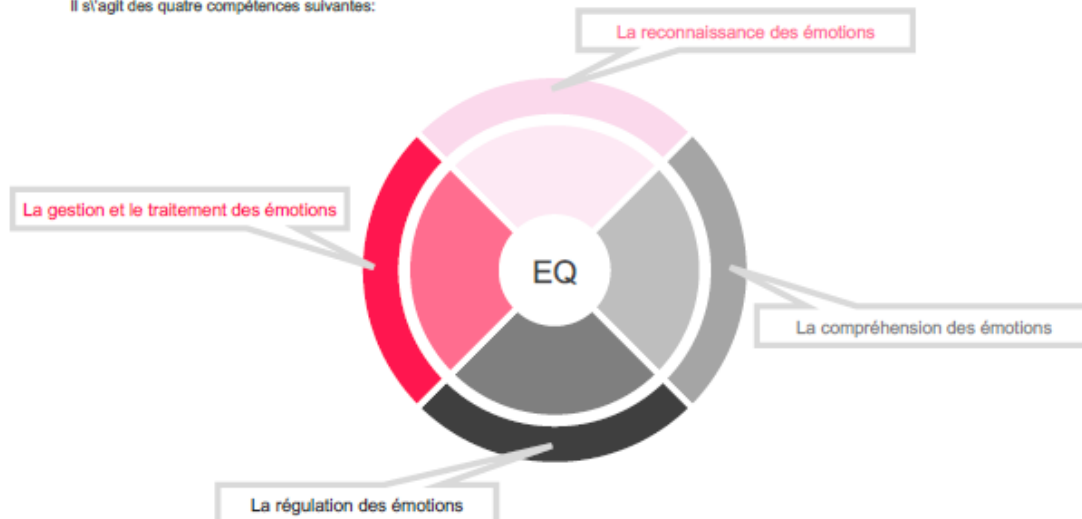 Il s\'agit des quatre compétences suivantes:
La reconnaissance des émotions
La gestion et le traitement des émotions
EQ
La compréhension des émotions
La régulation des émotions